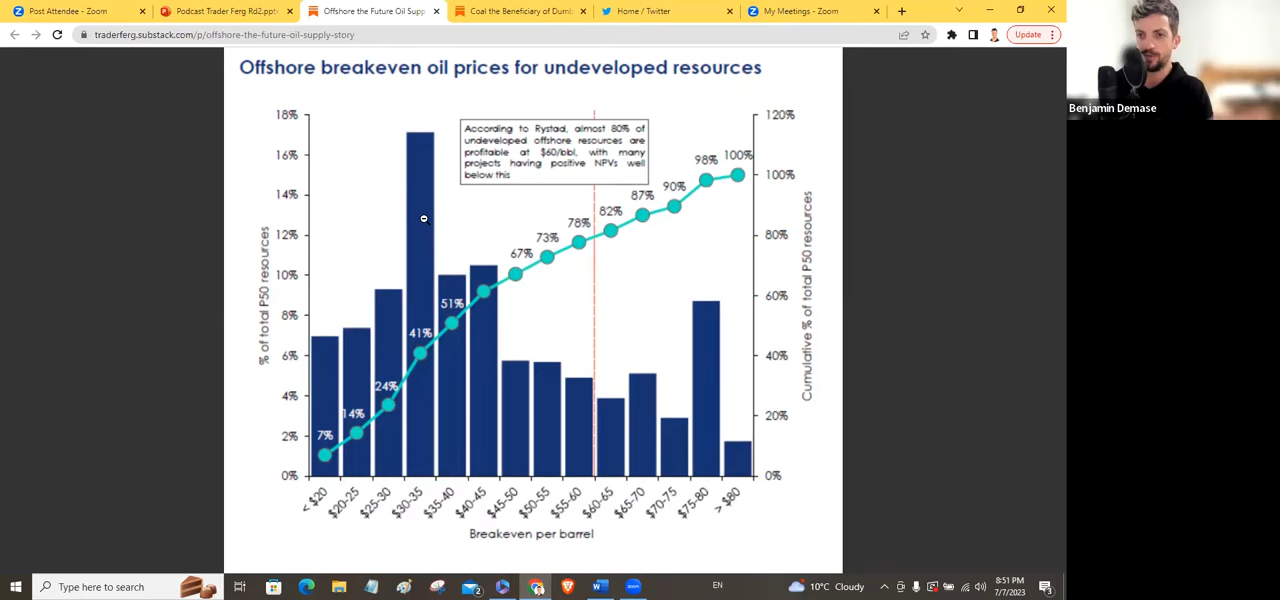 Post Attendee - Zoom
Podcast Trader Ferg Rd2.pptx
Offshore the Future Oil Supp
Coal the Beneficiary of Dumb
Home / Twitter
My Meetings - Zoom
traderferg.substack.com/p/offshore-the-future-oil-supply-story
Update
Benjamin Demase
Offshore breakeven oil prices for undeveloped resources
According to Rystad, almost 80% of
undeveloped offshore resources are
profitable at $60/bbl, with many
projects having positive NPVs well
below this
18%
16%
14%
12%
10%
8%
6%
4%
2%
0%
% of total P50 resources
7%
14%
24%
41%
51%
67%
73%
78%
82%
87%
90%
98%
100%
120%
100%
80%
60%
40%
20%
0%
Cumulative % of total P50 resources
< $20
$20-25
$25-30
$30-35
$35-40
$40-45
$45-50
$50-55
$55-60
$60-65
$65-70
$70-75
$75-80
> $80
Breakeven per barrel
Type here to search
2
zoom
EN
10°C Cloudy
8:51 PM
7/7/2023
3